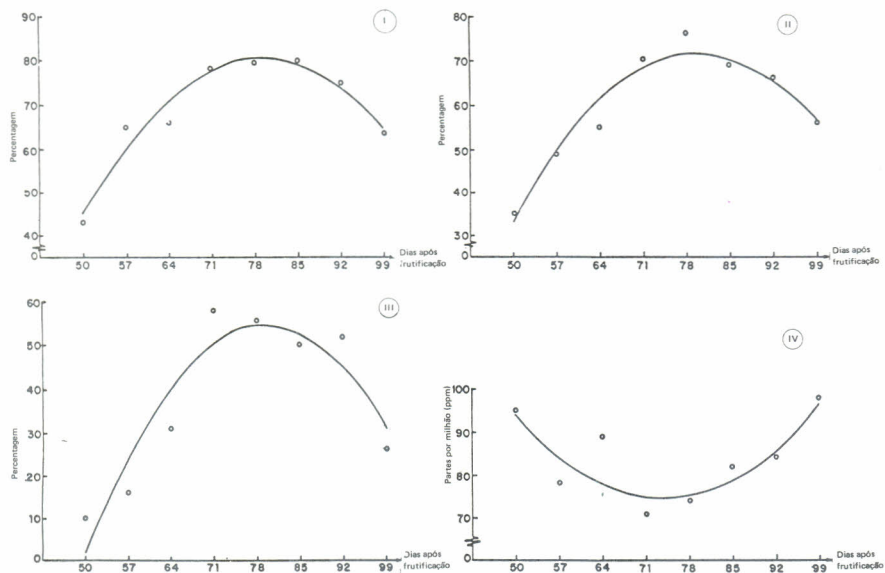 I
90
80
70
60
50
40
0
Percentagem
50 57 64 71 78 85 92 99
Dias após
frutificação
II
80
70
60
50
40
30
0
Percentagem
50 57 64 71 78 85 92 99
Dias após
frutificação
III
60
50
40
30
20
10
0
Percentagem
50 57 64 71 78 85 92 99
Dias após
frutificação
IV
100
90
80
70
0
Partes por milhão (ppm)
50 57 64 71 78 85 92 99
Dias após
frutificação